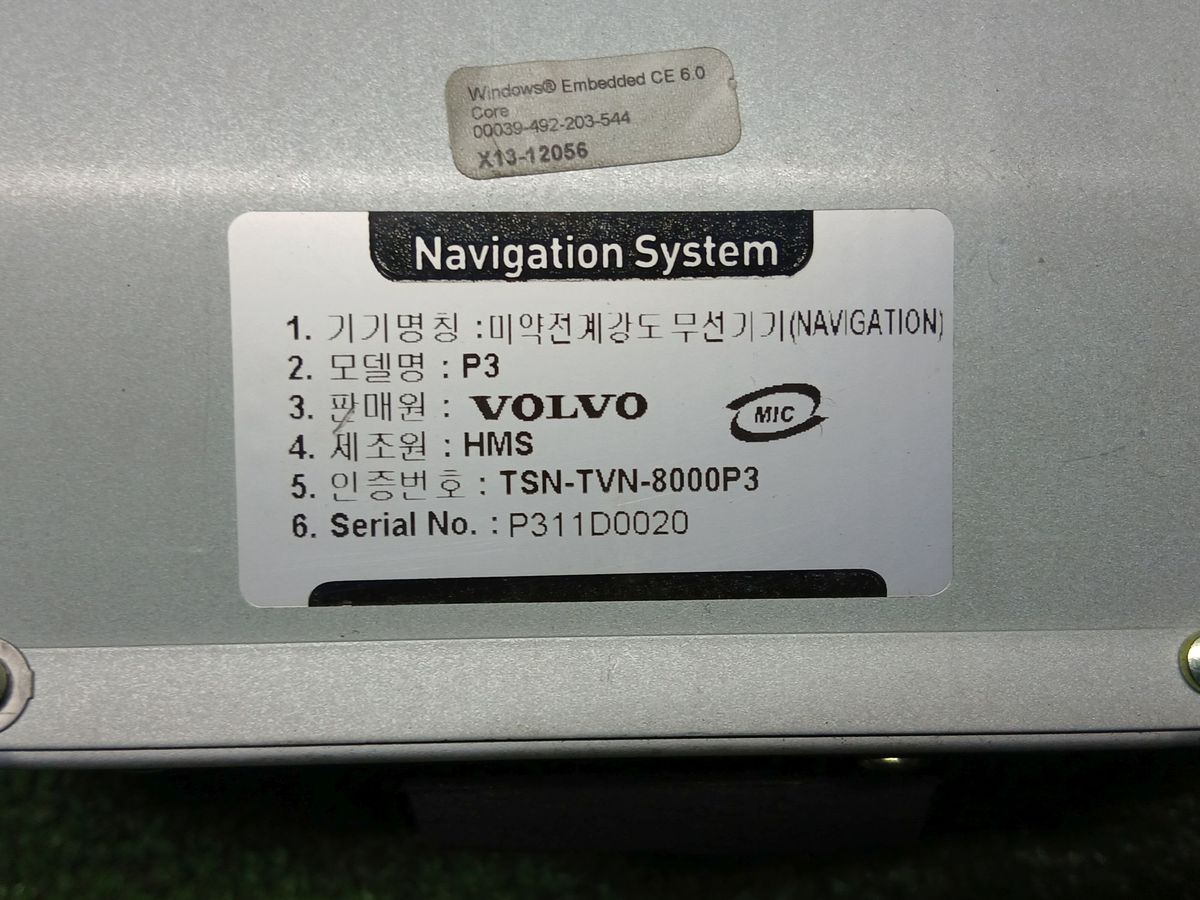 Windows® Embedded CE 6.0
Core
00039-492-203-544
X13-12056
Navigation System
1. 기기명칭 :미약전계강도 무선기기(NAVIGATION)
2. 모델명 : P3
3. 판매원 : VOLVO
MIC
4. 제조원 : HMS
5. 인증번호 : TSN-TVN-8000P3
6. Serial No. : P311D0020